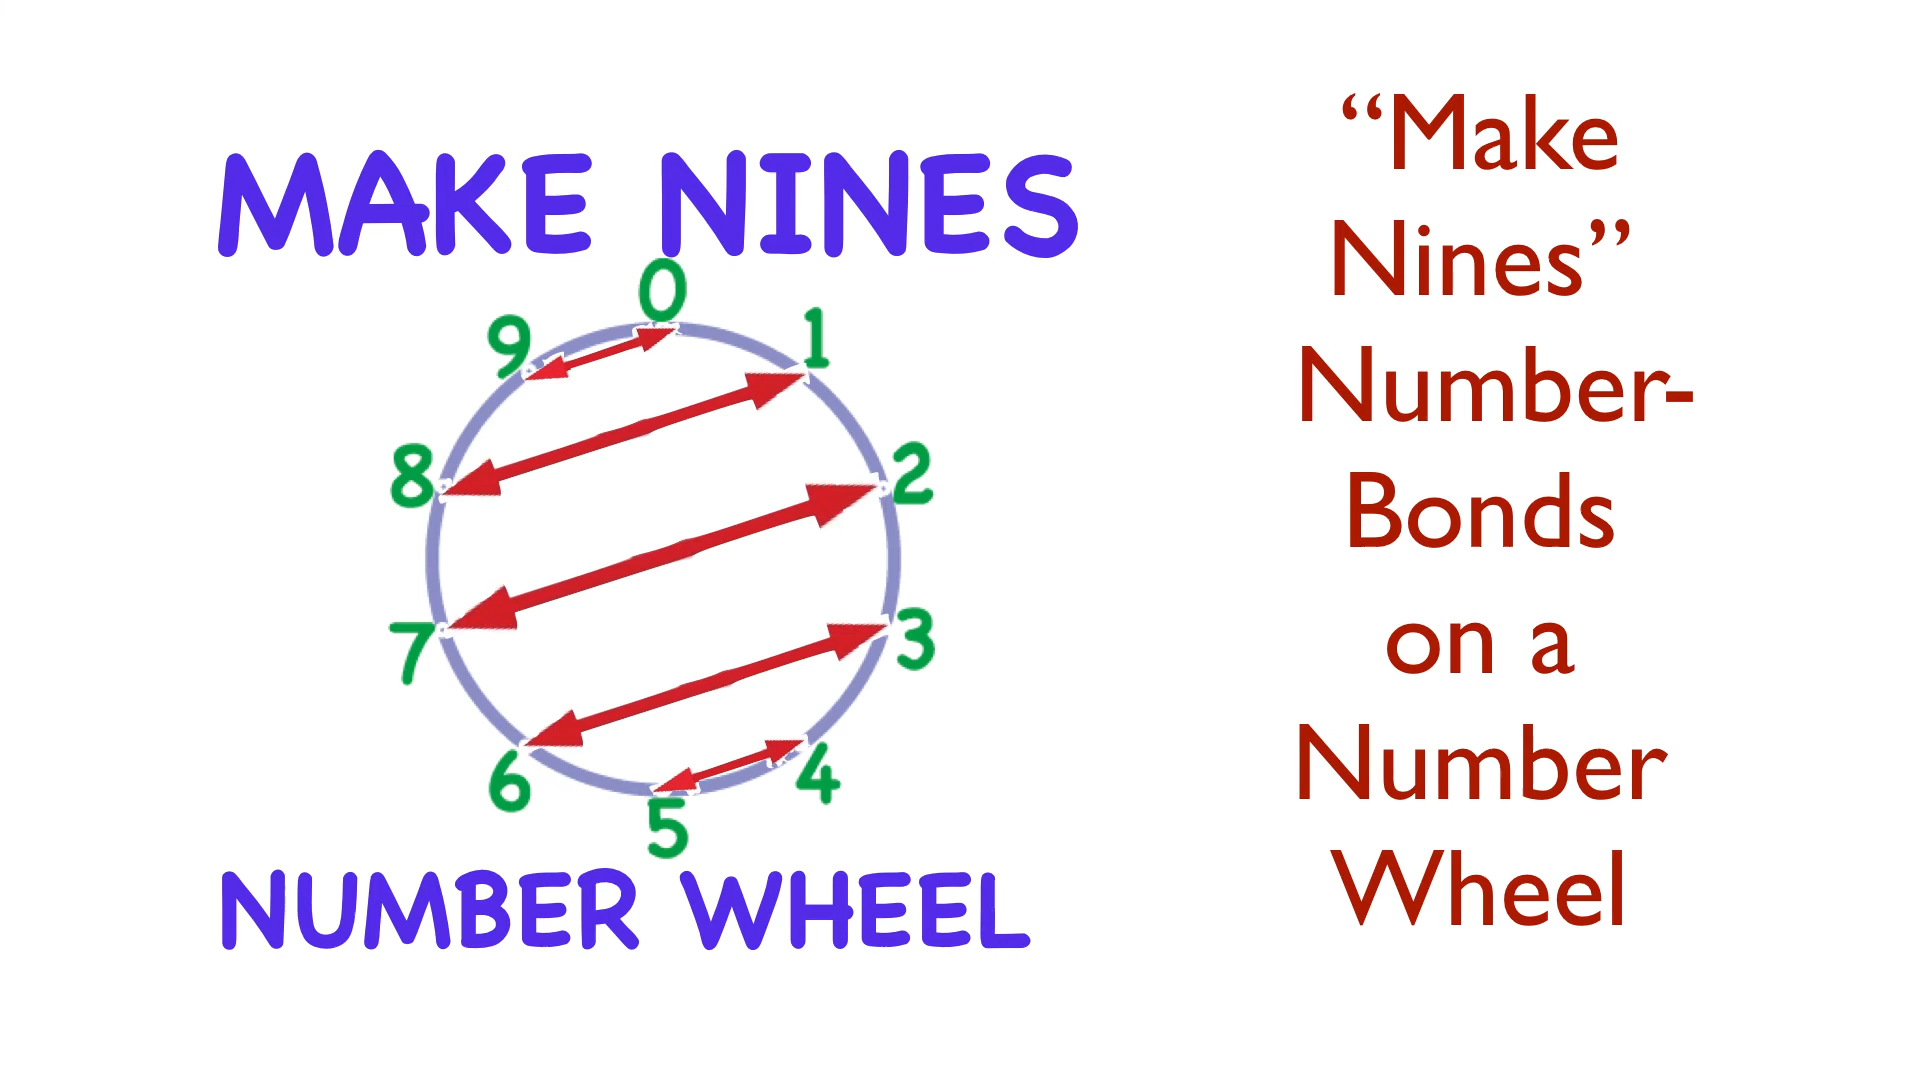 MAKE NINES
0
9 1
8 2
7 3
6 4
5
NUMBER WHEEL
“Make
Nines”
Number-
Bonds
on a
Number
Wheel